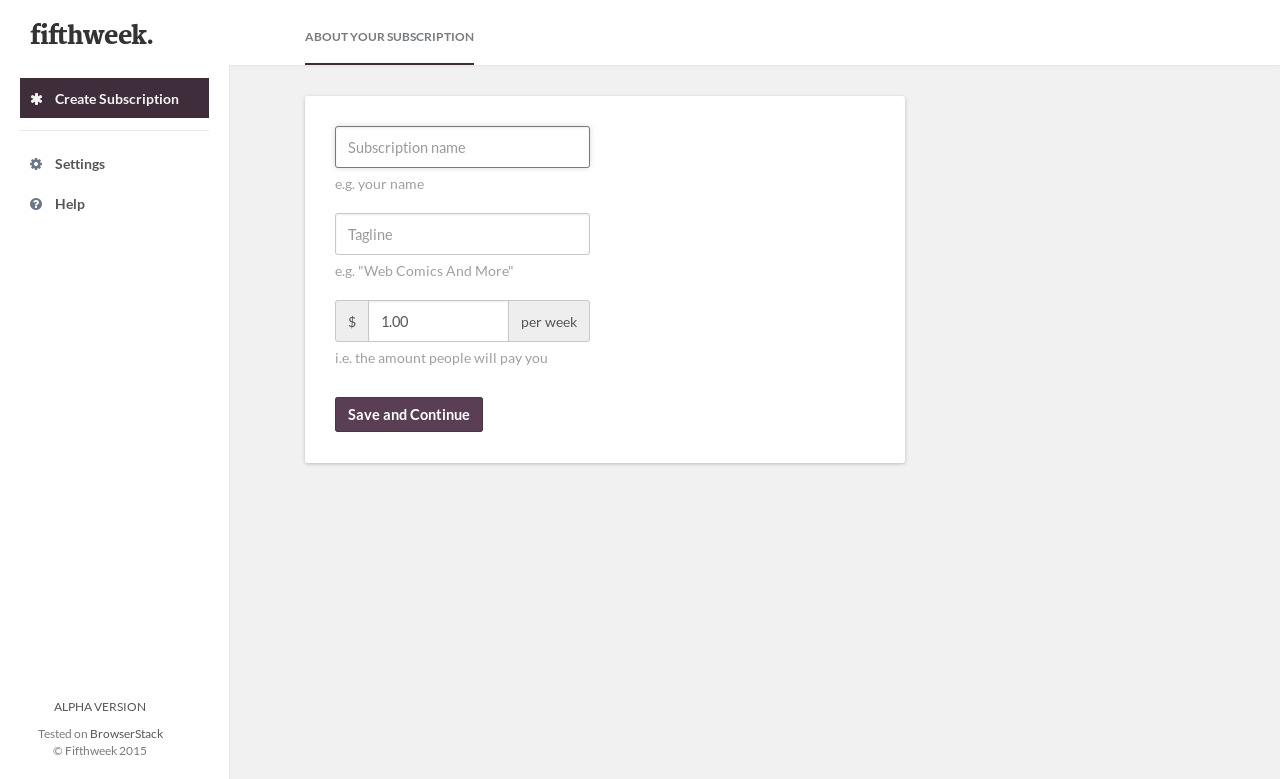 fifthweek.
Create Subscription
Settings
Help
ALPHA VERSION
Tested on BrowserStack
© Fifthweek 2015
ABOUT YOUR SUBSCRIPTION
Subscription name
e.g. your name
Tagline
e.g. "Web Comics And More"
$ 1.00 per week
i.e. the amount people will pay you
Save and Continue